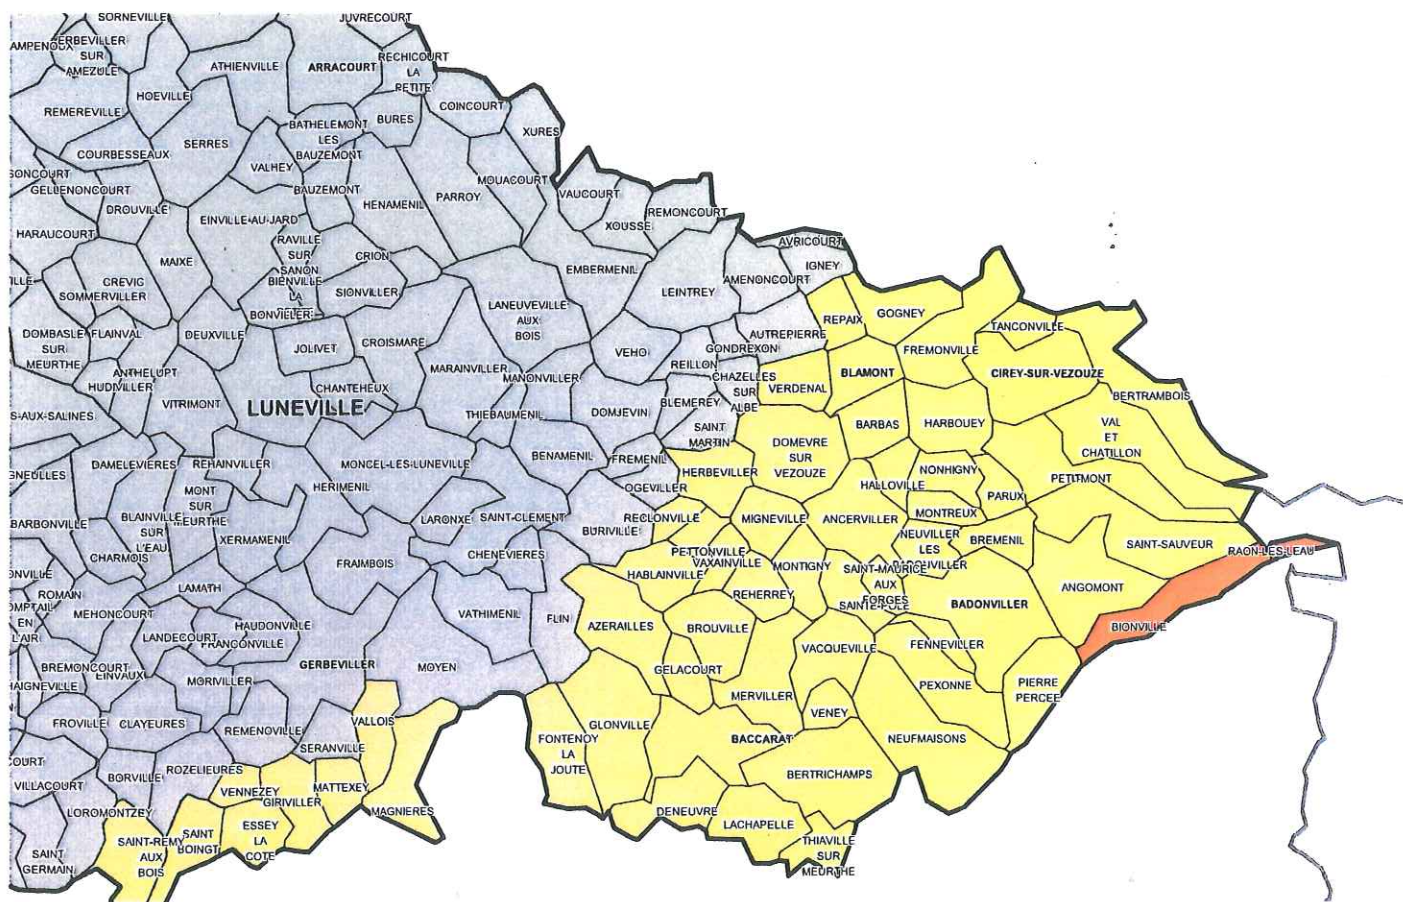 SORNEVILLE
JUVRECOURT
AMPENOUX
ERBEVILLER
SUR
AMEZULE
ATHIENVILLE
ARRACOURT
RECHICOURT
LA
PETITE
HOEVILLE
REMEREVILLE
COINCOURT
BURES
BATHELEMONT
LES
BAUZEMONT
XURES
SERRES
COURBESSEAUX
VALHEY
SONCOURT
GELLENONCOURT
BAUZEMONT
HENAMENIL
PARROY
MOUACOURT
VAUCOURT
XOUSSE
REMONCOURT
DROUVILLE
EINVILLE-AU-JARD
HARAUCOURT
RAVILLE
SUR
SANON
CRION
AVRICOURT
IGNEY
MAIXE
EMBERMENIL
AMENONCOURT
VILLE
CREVIG
SOMMERVILLER
BIENVILLE
LA
SIONVILLER
LEINTREY
LANEUVEVILLE
AUX
BOIS
BONVILLER
REPAIX
GOGNEY
DOMBASLE
SUR
MEURTHE
FLAINVAL
DEUXVILLE
JOLIVET
CROISMARE
AUTREPIERRE
GONDREXON
TANCONVILLE
VEHO
REILLON
FREMONVILLE
ANTHELUPT
HUDIVILLER
MARAINVILLER
MANONVILLER
CHAZELLES
SUR
ALBE
BLAMONT
CIREY-SUR-VEZOUZE
CHANTEHEUX
VERDENAL
BERTRAMBOIS
S-AUX-SALINES
VITRIMONT
LUNEVILLE
THIEBAUMENIL
DOMJEVIN
BLEMEREY
SAINT
MARTIN
BARBAS
HARBOUEY
VAL
ET
CHATILLON
DOMEVRE
SUR
VEZOUZE
BENAMENIL
FREMENIL
GNEULLES
DAMELEVIERES
REHAINVILLER
MONCEL-LES-LUNEVILLE
HERBEVILLER
NONHIGNY
HALLOVILLE
PETITMONT
HERIMENIL
OGEVILLER
PARUX
MONT
SUR
MEURTHE
MONTREUX
BARBONVILLE
BLAINVILLE
SUR
L'EAU
LARONXE
SAINT-CLEMENT
RECLONVILLE
MIGNEVILLE
ANCERVILLER
BURIVILLE
XERMAMENIL
NEUVILLER
LES
BADONVILLER
BREMENIL
SAINT-SAUVEUR
RAON-LES-LEAU
CHARMOIS
CHENEVIERES
PETTONVILLE
VAXAINVILLE
FRAIMBOIS
MONTIGNY
SAINT-MAURICE
AUX
FORGES
ONVILLE
ROMAIN
HABLAINVILLE
LAMATH
REHERREY
ANGOMONT
SAINTE-POLE
BADONVILLER
MEHONCOURT
VATHIMENIL
FLIN
AZERAILLES
BROUVILLE
BIONVILLE
HAUDONVILLE
LANDECOURT
FRANCONVILLE
FENNEVILLER
VACQUEVILLE
BREMONCOURT
EINVAUX
GERBEVILLER
MOYEN
GELACOURT
MORIVILLER
PEXONNE
PIERRE
PERCEE
HAIGNEVILLE
MERVILLER
FROVILLE
CLAYEURES
VALLOIS
GLONVILLE
VENEY
REMENOVILLE
FONTENOY
LA
JOUTE
BACCARAT
NEUFMAISONS
SERANVILLE
COURT
ROZELIEURES
BORVILLE
BERTRICHAMPS
VILLACOURT
VENNEZEY
MATTEXEY
GIRIVILLER
LOROMONTZEY
MAGNIERES
DENEUVRE
ESSEY
LA
COTE
LACHAPELLE
SAINT
BOINGT
SAINT-REMY
AUX
BOIS
SAINT
GERMAIN
THIAVILLE
SUR
MEURTHE